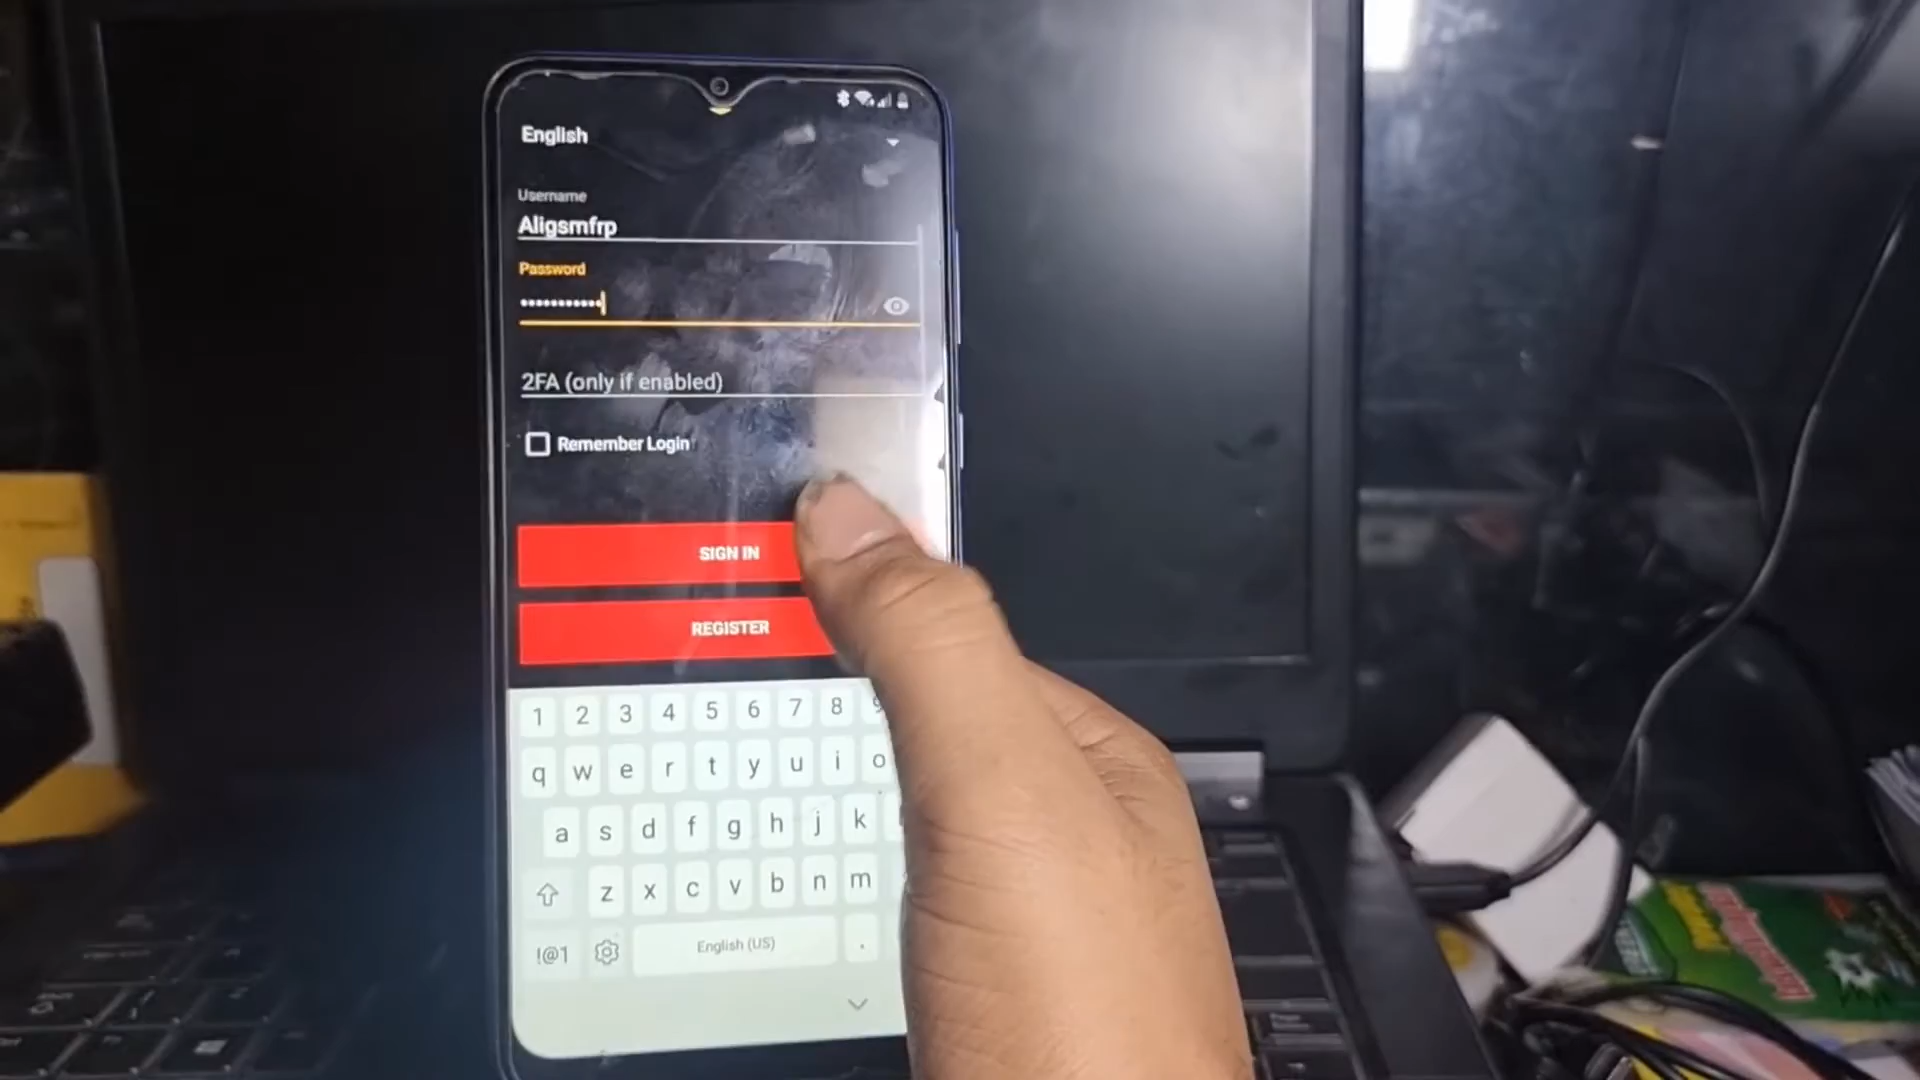 English
Username
Aligsmfrp
Password
2FA (only if enabled)
Remember Login
SIGN IN
REGISTER
1 2 3 4 5 6 7 8 9
q w e r t y u i o
a s d f g h j k
z x c v b n m
!@1 English (US) .